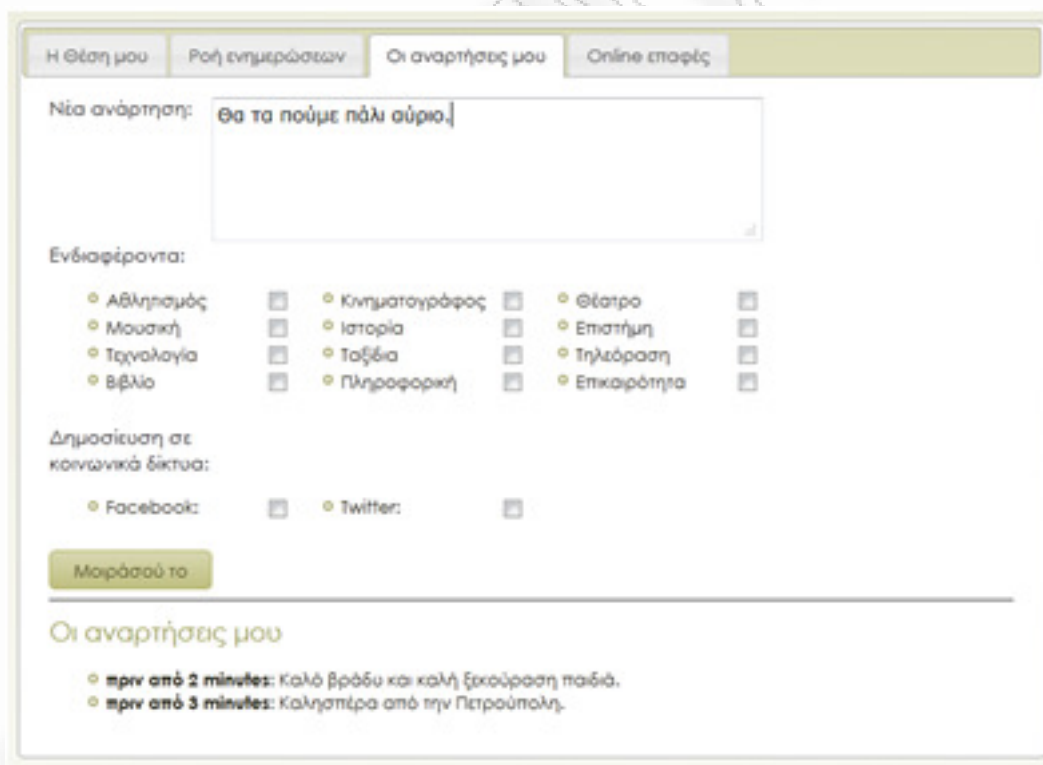 Η Θέση μου Ροή ενημερώσεων Οι αναρτήσεις μου Online επαφές
Νέα ανάρτηση: Θα τα πούμε πάλι αύριο.
Ενδιαφέροντα:
Αθλητισμός Κινηματογράφος Θέατρο
Μουσική Ιστορία Επιστήμη
Τεχνολογία Ταξίδια Τηλεόραση
Βιβλίο Πληροφορική Επικαιρότητα
Δημοσίευση σε
κοινωνικά δίκτυα:
Facebook: Twitter:
Μοιράσού το
Οι αναρτήσεις μου
πριν από 2 minutes: Καλό βράδυ και καλή ξεκούραση παιδιά.
πριν από 3 minutes: Καλησπέρα από την Πετρούπολη.